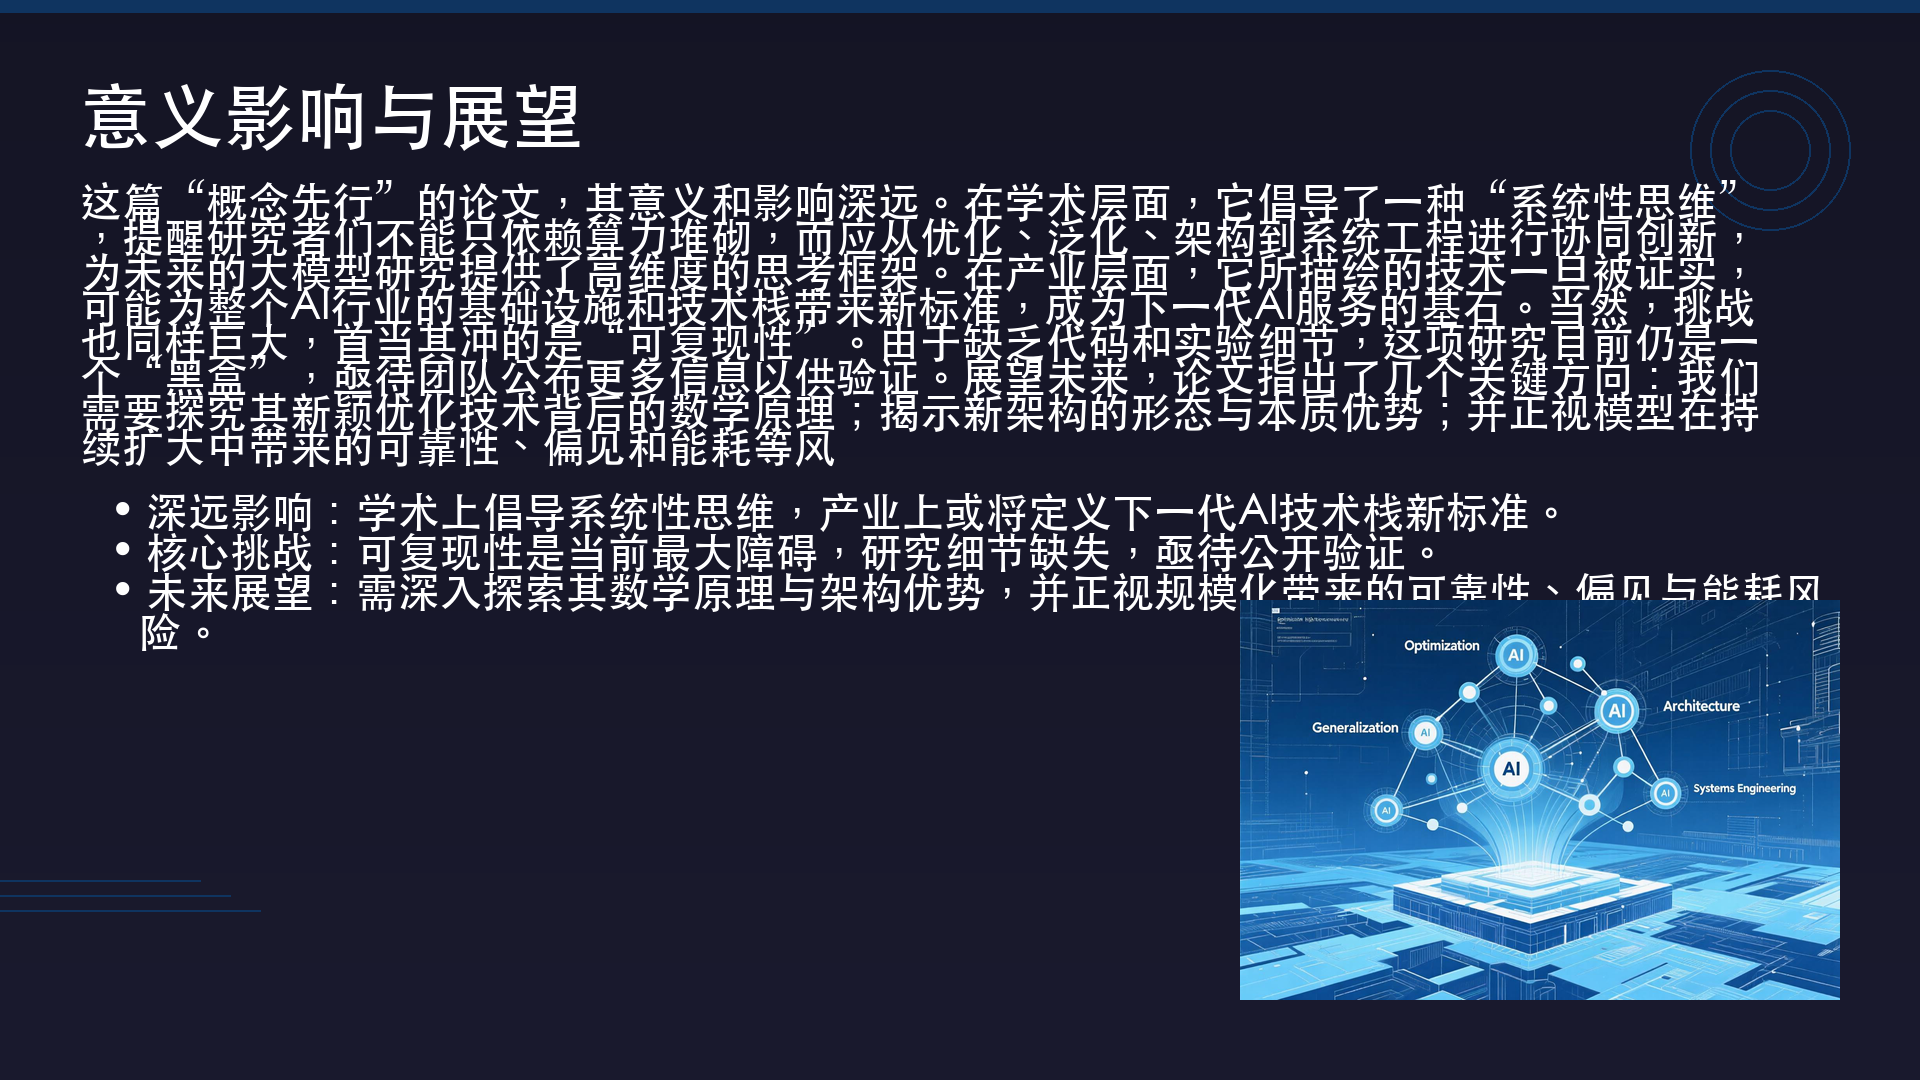 意义影响与展望
这篇“概念先行”的论文，其意义和影响深远。在学术层面，它倡导了一种“系统性思维”
，提醒研究者们不能只依赖算力堆砌，而应从优化、泛化、架构到系统工程进行协同创新，
为未来的大模型研究提供了高维度的思考框架。在产业层面，它所描绘的技术一旦被证实，
可能为整个AI行业的基础设施和技术栈带来新标准，成为下一代AI服务的基石。当然，挑战
也同样巨大，首当其冲的是“可复现性”。由于缺乏代码和实验细节，这项研究目前仍是一
个“黑盒”，亟待团队公布更多信息以供验证。展望未来，论文指出了几个关键方向：我们
需要探究其新颖优化技术背后的数学原理；揭示新架构的形态与本质优势；并正视模型在持
续扩大中带来的可靠性、偏见和能耗等风
• 深远影响：学术上倡导系统性思维，产业上或将定义下一代AI技术栈新标准。
• 核心挑战：可复现性是当前最大障碍，研究细节缺失，亟待公开验证。
• 未来展望：需深入探索其数学原理与架构优势，并正视规模化带来的可靠性、偏见与能耗风
险。
Optimization
AI
AI
Architecture
Generalization
AI
AI
AI
Systems Engineering
AI